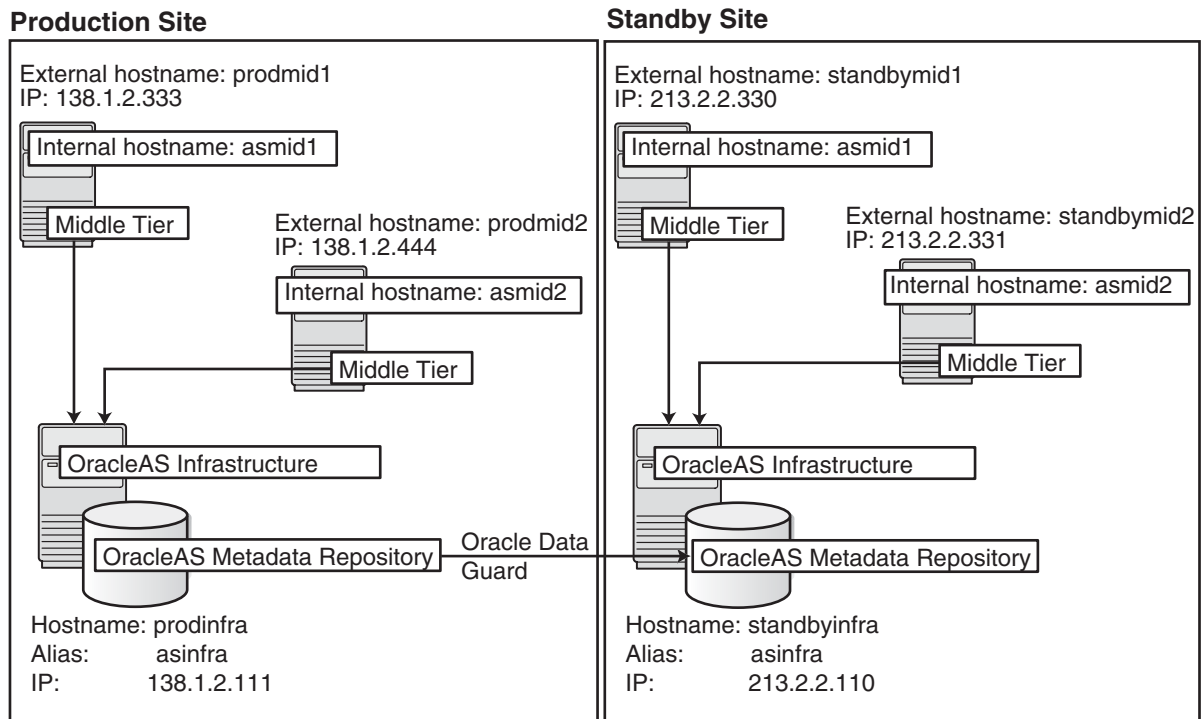 Production Site
External hostname: prodmid1
IP: 138.1.2.333
Internal hostname: asmid1
Middle Tier
External hostname: prodmid2
IP: 138.1.2.444
Internal hostname: asmid2
Middle Tier
OracleAS Infrastructure
OracleAS Metadata Repository
Oracle Data
Guard
Hostname: prodinfra
Alias: asinfra
IP: 138.1.2.111
Standby Site
External hostname: standbymid1
IP: 213.2.2.330
Internal hostname: asmid1
Middle Tier
External hostname: standbymid2
IP: 213.2.2.331
Internal hostname: asmid2
Middle Tier
OracleAS Infrastructure
OracleAS Metadata Repository
Hostname: standbyinfra
Alias: asinfra
IP: 213.2.2.110